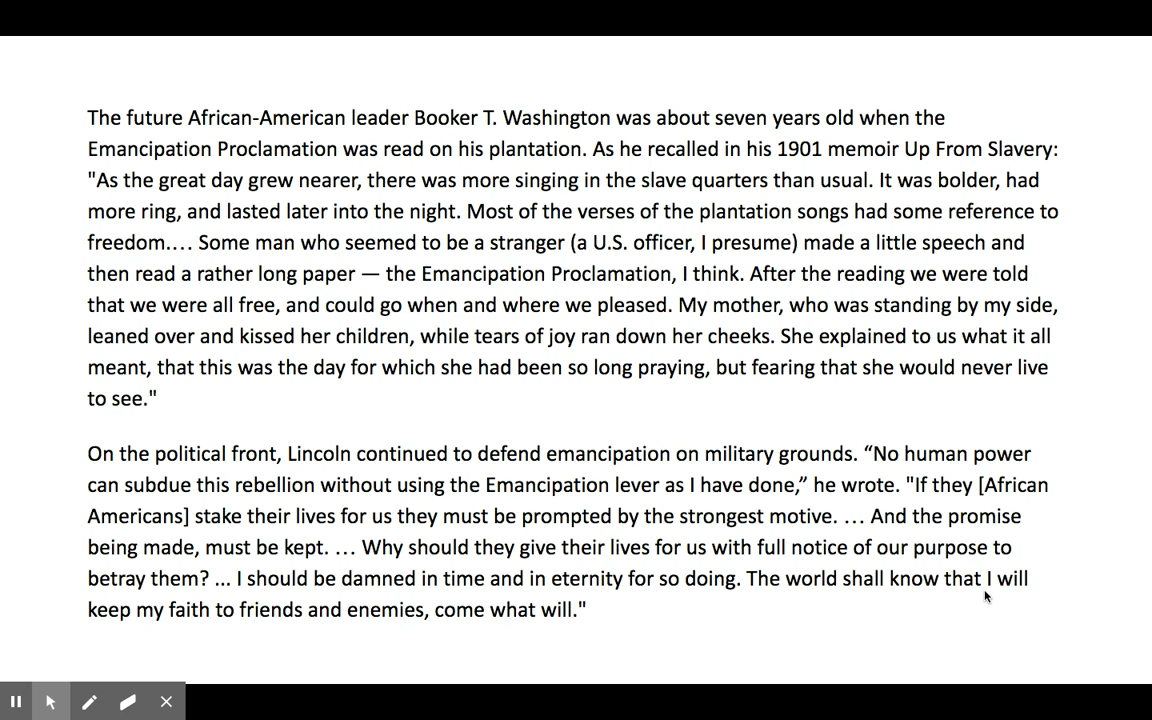 The future African-American leader Booker T. Washington was about seven years old when the
Emancipation Proclamation was read on his plantation. As he recalled in his 1901 memoir Up From Slavery:
"As the great day grew nearer, there was more singing in the slave quarters than usual. It was bolder, had
more ring, and lasted later into the night. Most of the verses of the plantation songs had some reference to
freedom.… Some man who seemed to be a stranger (a U.S. officer, I presume) made a little speech and
then read a rather long paper — the Emancipation Proclamation, I think. After the reading we were told
that we were all free, and could go when and where we pleased. My mother, who was standing by my side,
leaned over and kissed her children, while tears of joy ran down her cheeks. She explained to us what it all
meant, that this was the day for which she had been so long praying, but fearing that she would never live
to see."
On the political front, Lincoln continued to defend emancipation on military grounds. “No human power
can subdue this rebellion without using the Emancipation lever as I have done,” he wrote. "If they [African
Americans] stake their lives for us they must be prompted by the strongest motive. … And the promise
being made, must be kept. … Why should they give their lives for us with full notice of our purpose to
betray them? ... I should be damned in time and in eternity for so doing. The world shall know that I will
keep my faith to friends and enemies, come what will."